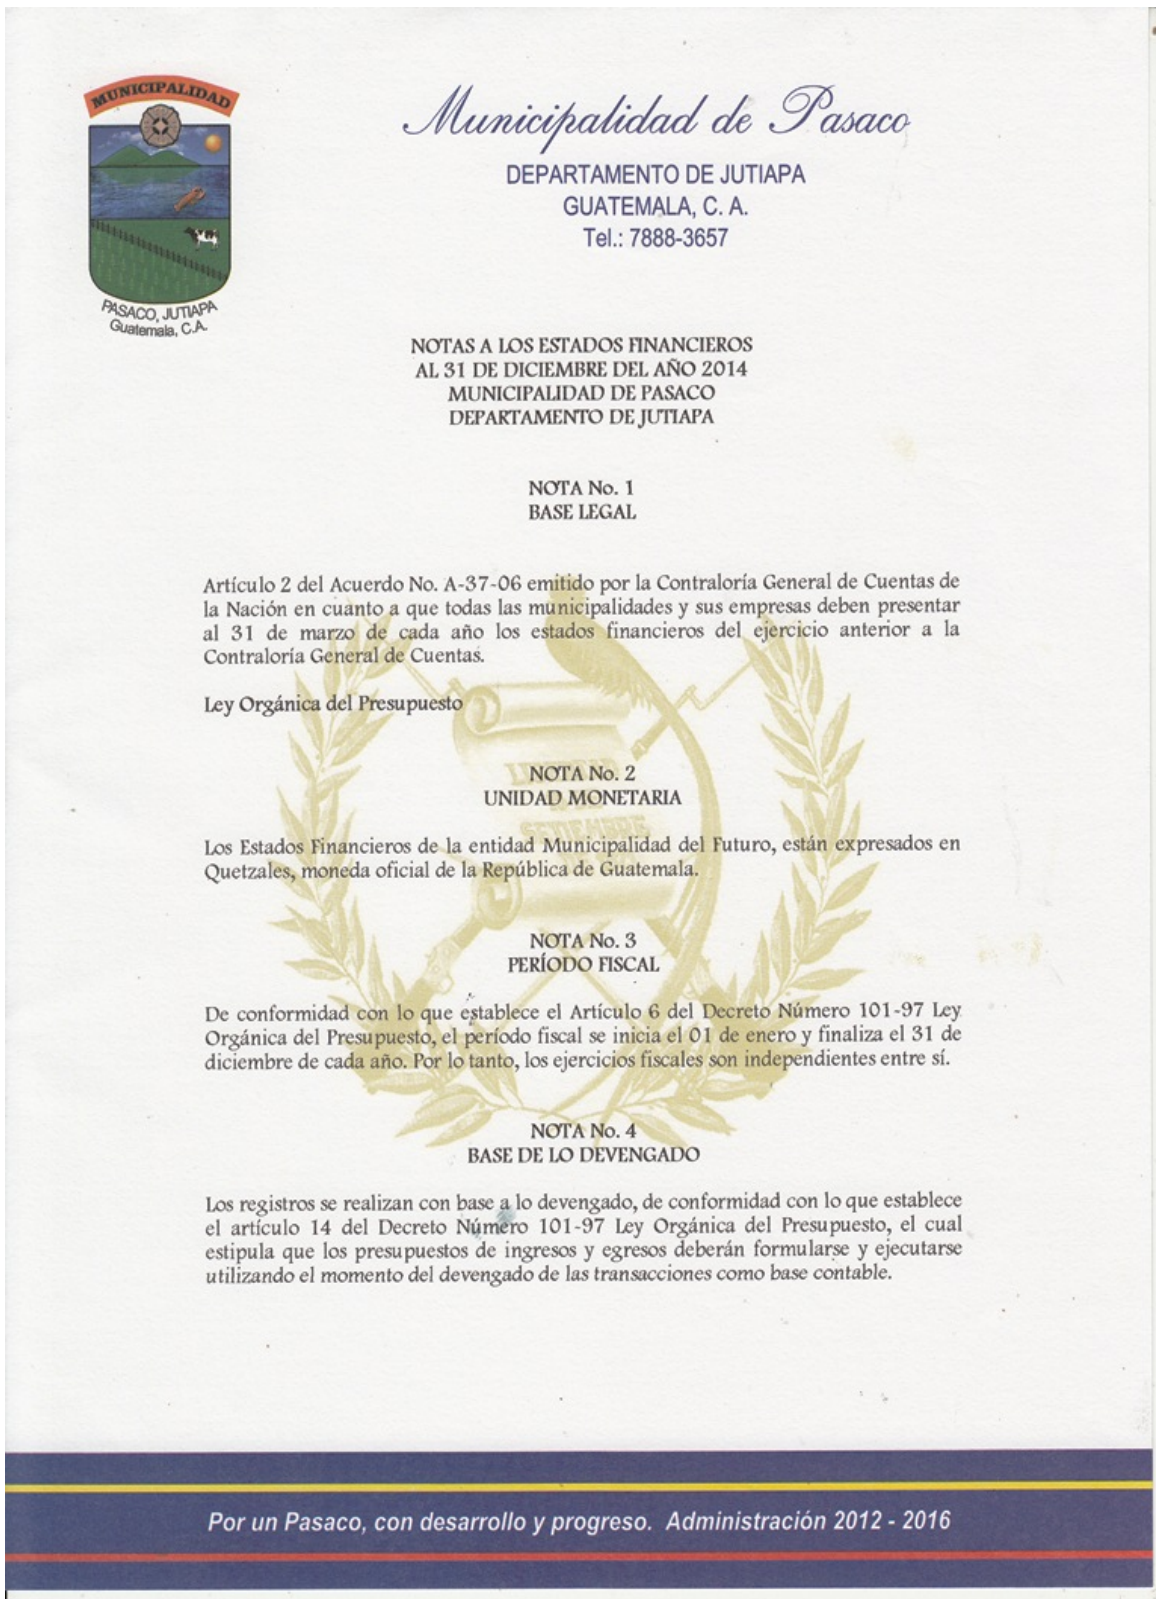 MUNICIPALIDAD
PASACO, JUTIAPA
Guatemala, C.A.
Municipalidad de Pasaco
DEPARTAMENTO DE JUTIAPA
GUATEMALA, C. A.
Tel.: 7888-3657
NOTAS A LOS ESTADOS FINANCIEROS
AL 31 DE DICIEMBRE DEL AÑO 2014
MUNICIPALIDAD DE PASACO
DEPARTAMENTO DE JUTIAPA
NOTA No. 1
BASE LEGAL
Artículo 2 del Acuerdo No. A-37-06 emitido por la Contraloría General de Cuentas de
la Nación en cuanto a que todas las municipalidades y sus empresas deben presentar
al 31 de marzo de cada año los estados financieros del ejercicio anterior a la
Contraloría General de Cuentas.
Ley Orgánica del Presupuesto
NOTA No. 2
UNIDAD MONETARIA
Los Estados Financieros de la entidad Municipalidad del Futuro, están expresados en
Quetzales, moneda oficial de la República de Guatemala.
NOTA No. 3
PERÍODO FISCAL
De conformidad con lo que establece el Artículo 6 del Decreto Número 101-97 Ley
Orgánica del Presupuesto, el período fiscal se inicia el 01 de enero y finaliza el 31 de
diciembre de cada año. Por lo tanto, los ejercicios fiscales son independientes entre sí.
NOTA No. 4
BASE DE LO DEVENGADO
Los registros se realizan con base a lo devengado, de conformidad con lo que establece
el artículo 14 del Decreto Número 101-97 Ley Orgánica del Presupuesto, el cual
estipula que los presupuestos de ingresos y egresos deberán formularse y ejecutarse
utilizando el momento del devengado de las transacciones como base contable.
Por un Pasaco, con desarrollo y progreso. Administración 2012 - 2016